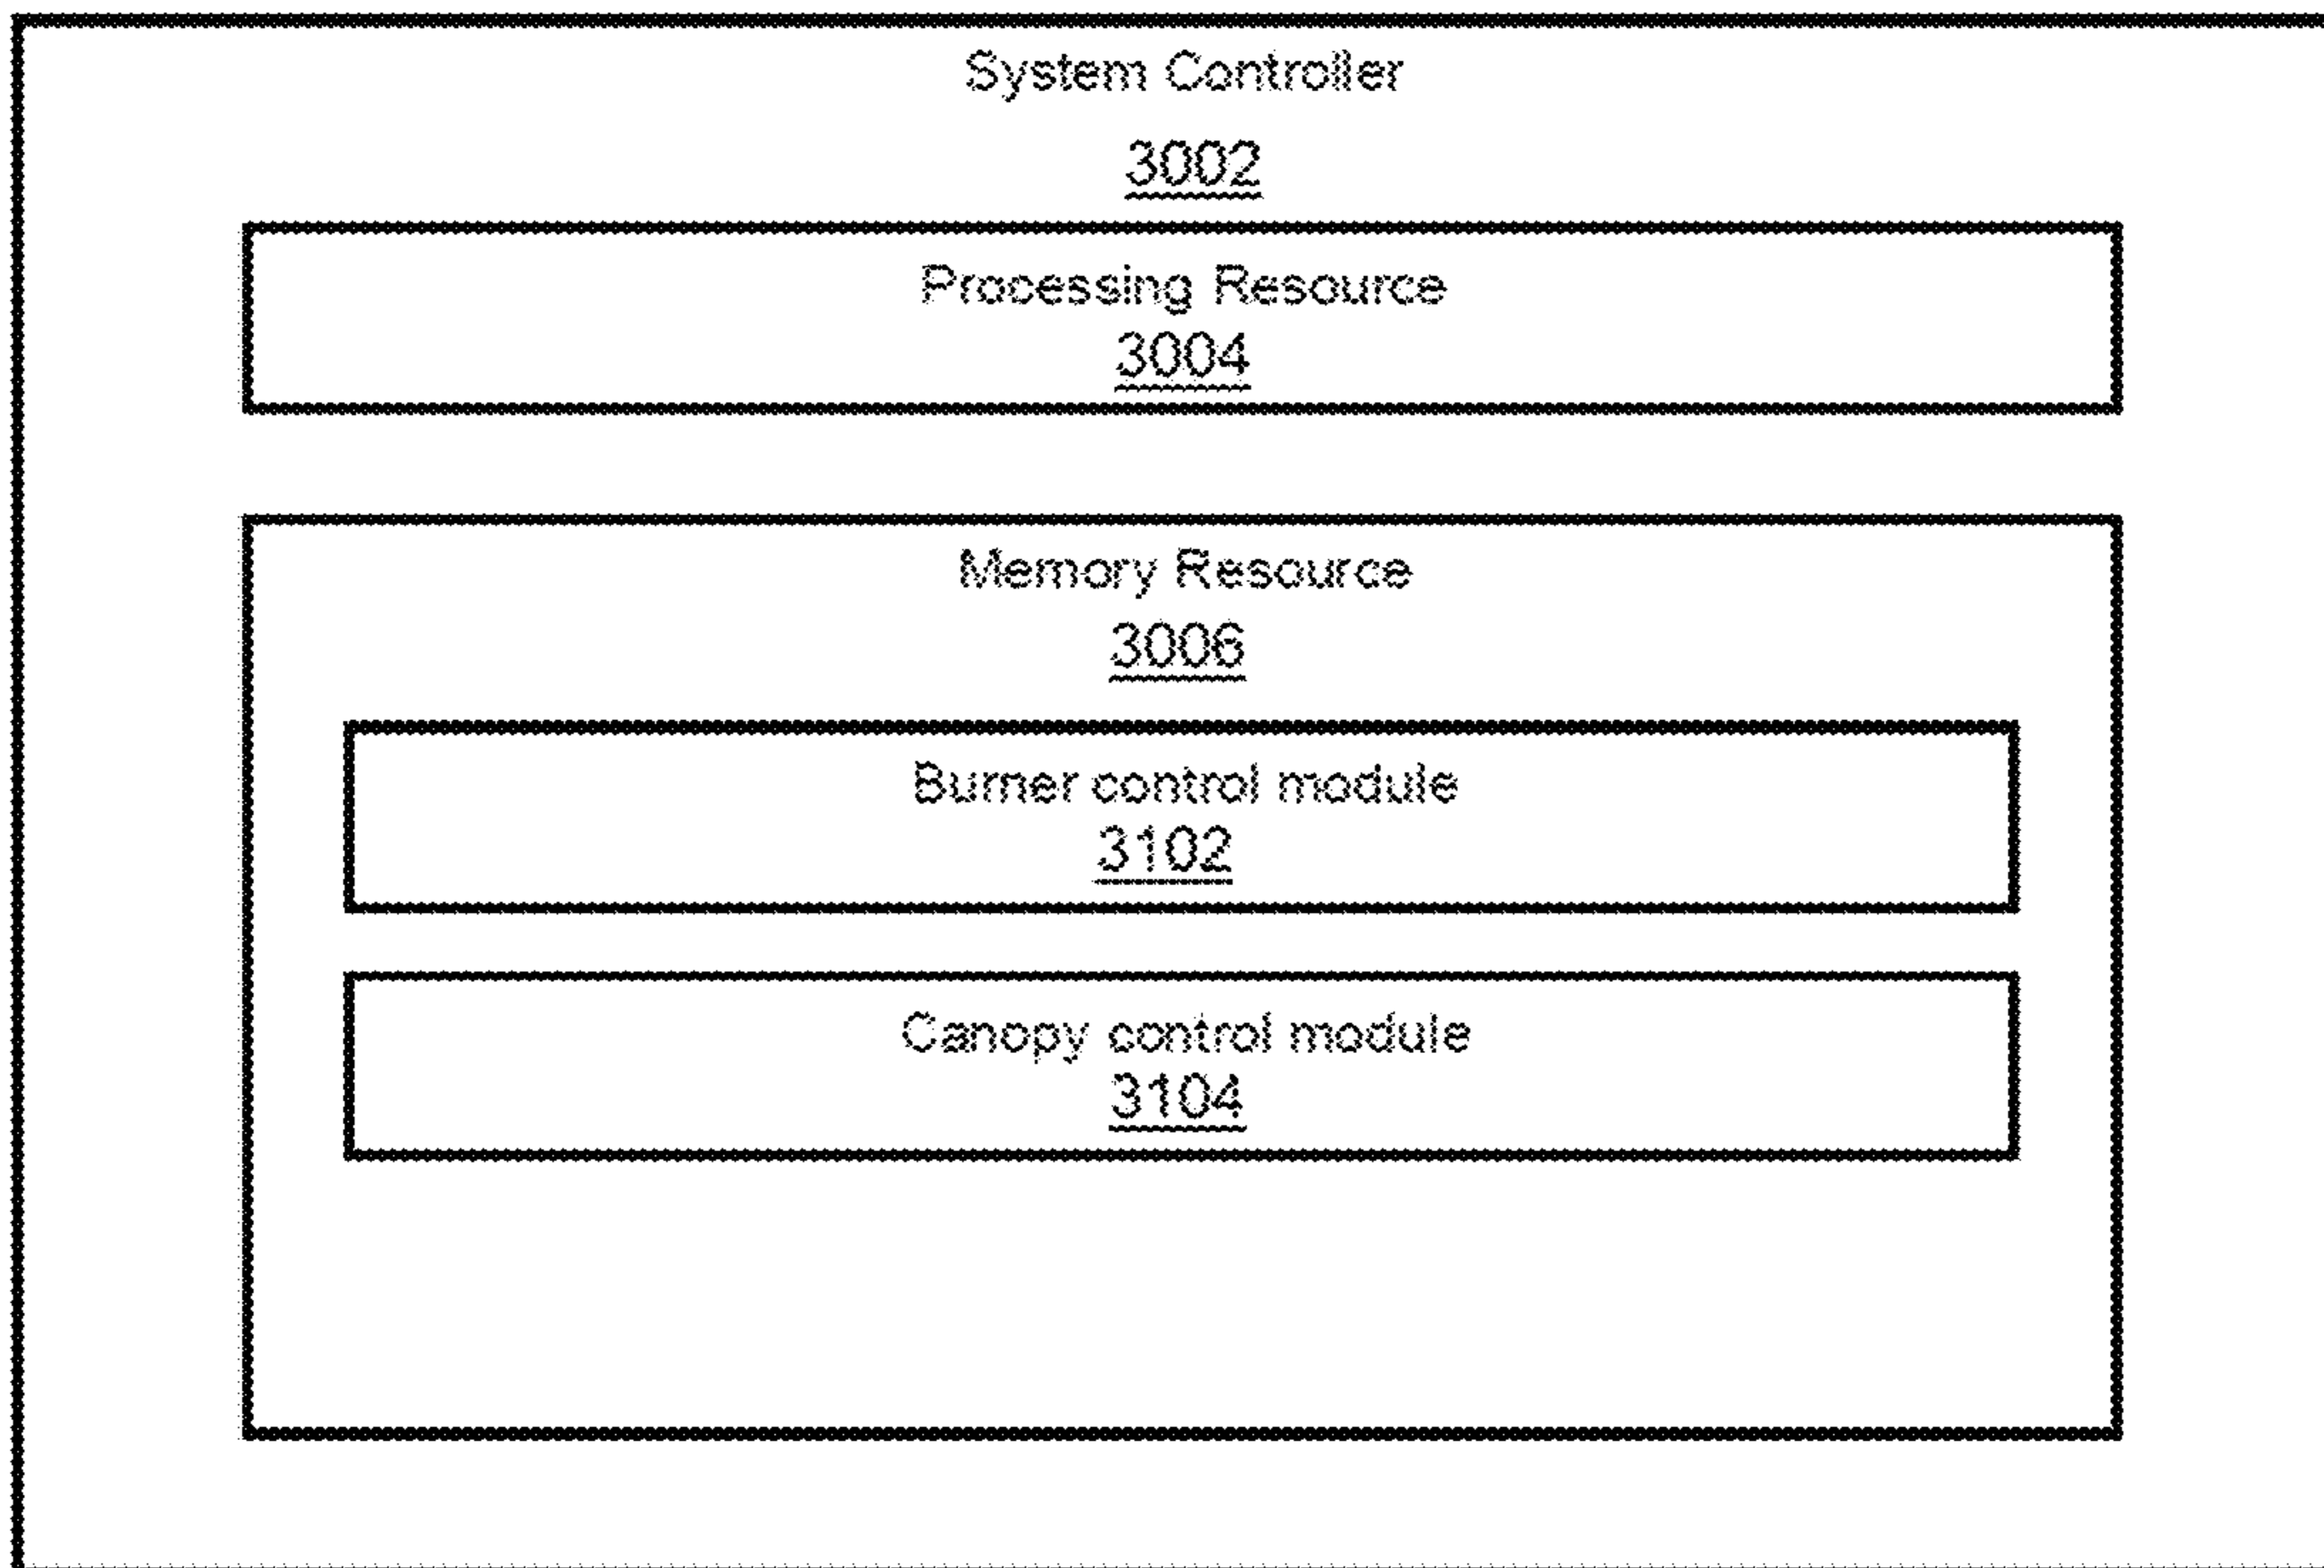 System Controller
3002
Processing Resource
3004
Memory Resource
3006
Burner control module
3102
Canopy control module
3104